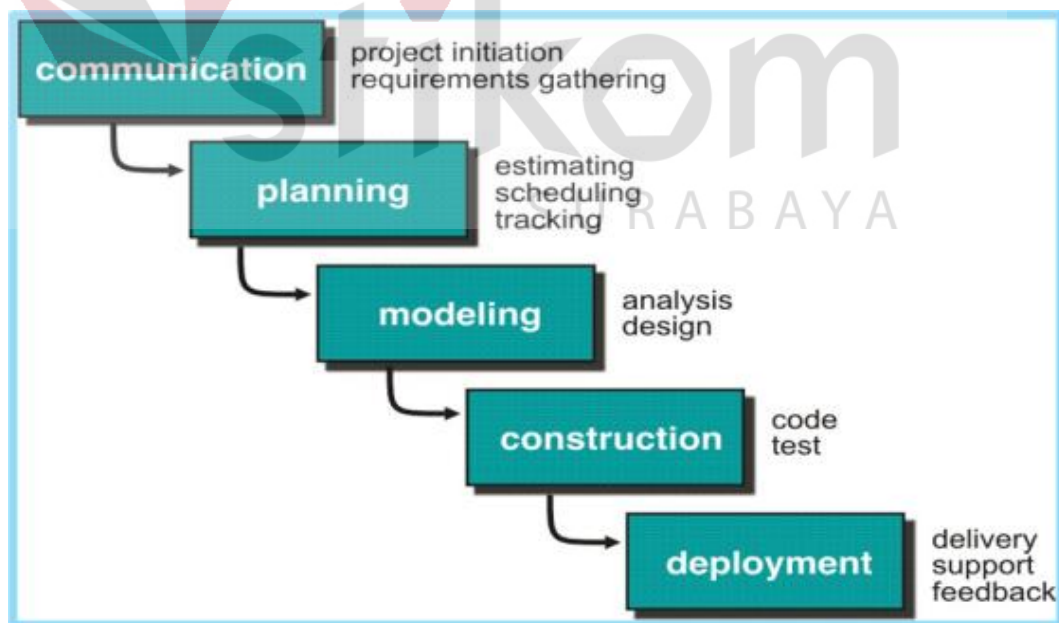 stikom
SURABAYA
communication
project initiation
requirements gathering
planning
estimating
scheduling
tracking
modeling
analysis
design
construction
code
test
deployment
delivery
support
feedback